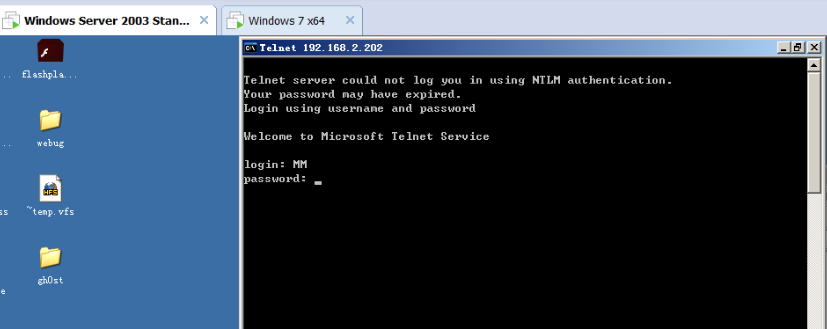 Windows Server 2003 Stan...
Windows 7 x64
flashpla...
webug
HFS
~temp.vfs
gh0st
ss
e
C:\
Telnet 192.168.2.202
Telnet server could not log you in using NTLM authentication.
Your password may have expired.
Login using username and password
Welcome to Microsoft Telnet Service
login: MM
password: _